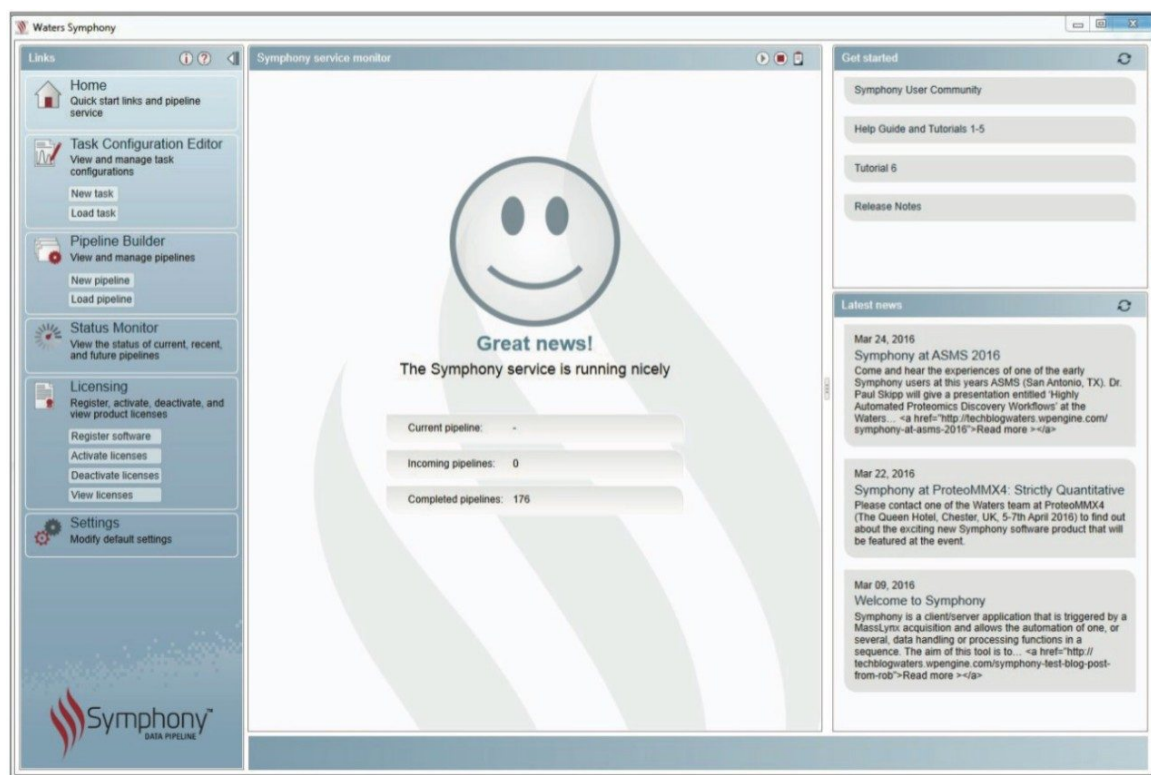 Waters Symphony
Links
Home
Quick start links and pipeline
service
Task Configuration Editor
View and manage task
configurations
New task
Load task
Pipeline Builder
View and manage pipelines
New pipeline
Load pipeline
Status Monitor
View the status of current, recent,
and future pipelines
Licensing
Register, activate, deactivate, and
view product licenses
Register software
Activate licenses
Deactivate licenses
View licenses
Settings
Modify default settings
Symphony™
DATA PIPELINE
Symphony service monitor
Great news!
The Symphony service is running nicely
Current pipeline: -
Incoming pipelines: 0
Completed pipelines: 176
Get started
Symphony User Community
Help Guide and Tutorials 1-5
Tutorial 6
Release Notes
Latest news
Mar 24, 2016
Symphony at ASMS 2016
Come and hear the experiences of one of the early
Symphony users at this years ASMS (San Antonio, TX). Dr.
Paul Skipp will give a presentation entitled 'Highly
Automated Proteomics Discovery Workflows' at the
Waters... <a href="http://techblogwaters.wpengine.com/
symphony-at-asms-2016">Read more ></a>
Mar 22, 2016
Symphony at ProteoMMX4: Strictly Quantitative
Please contact one of the Waters team at ProteoMMX4
(The Queen Hotel, Chester, UK, 5-7th April 2016) to find out
about the exciting new Symphony software product that will
be featured at the event.
Mar 09, 2016
Welcome to Symphony
Symphony is a client/server application that is triggered by a
MassLynx acquisition and allows the automation of one, or
several, data handling or processing functions in a
sequence. The aim of this tool is to... <a href="http://
techblogwaters.wpengine.com/symphony-test-blog-post-
from-rob">Read more ></a>